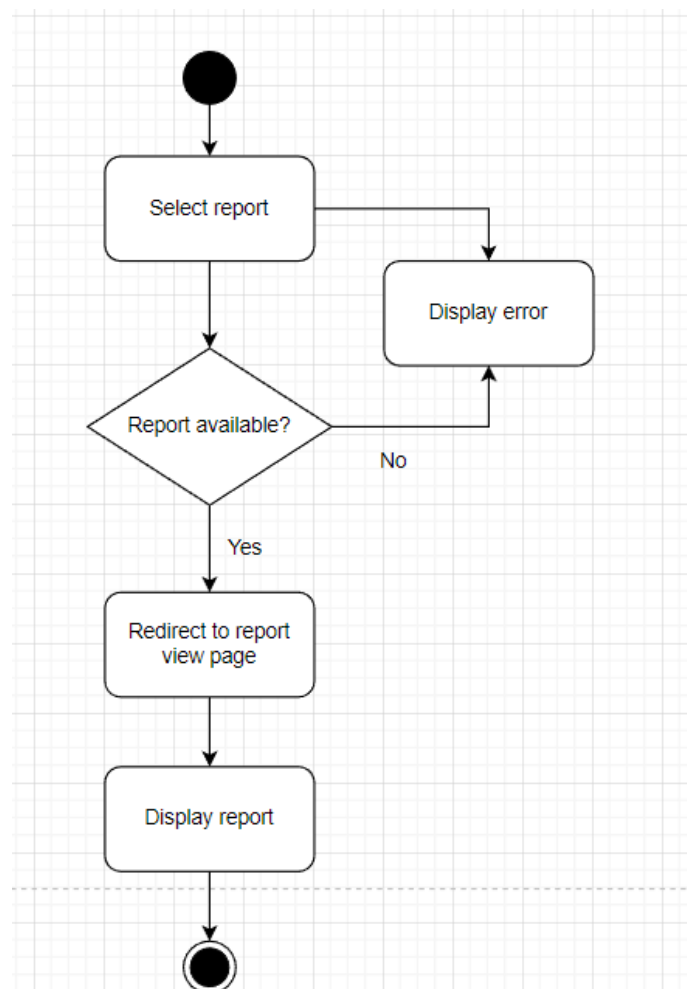 Select report
Display error
Report available?
No
Yes
Redirect to report
view page
Display report